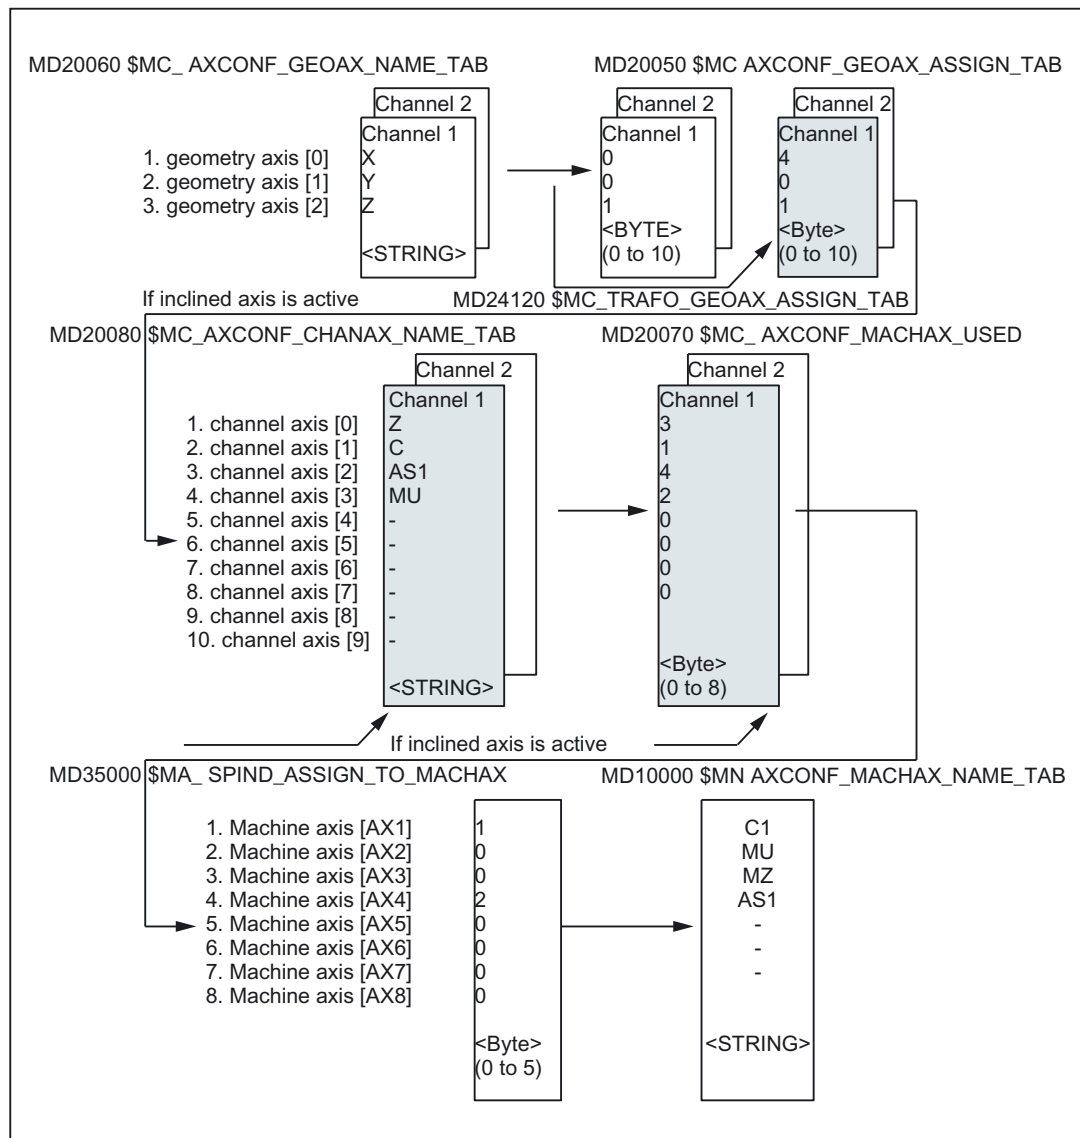 MD20060 $MC_ AXCONF_GEOAX_NAME_TAB
MD20050 $MC AXCONF_GEOAX_ASSIGN_TAB
Channel 2
Channel 1
1. geometry axis [0] X
2. geometry axis [1] Y
3. geometry axis [2] Z
<STRING>
Channel 2
Channel 1
0
0
1
<BYTE>
(0 to 10)
Channel 2
Channel 1
4
0
1
<Byte>
(0 to 10)
If inclined axis is active
MD24120 $MC_TRAFO_GEOAX_ASSIGN_TAB
MD20080 $MC_AXCONF_CHANAX_NAME_TAB
MD20070 $MC_ AXCONF_MACHAX_USED
Channel 2
Channel 1
1. channel axis [0] Z
2. channel axis [1] C
3. channel axis [2] AS1
4. channel axis [3] MU
5. channel axis [4] -
6. channel axis [5] -
7. channel axis [6] -
8. channel axis [7] -
9. channel axis [8] -
10. channel axis [9] -
<STRING>
Channel 2
Channel 1
3
1
4
2
0
0
0
0
<Byte>
(0 to 8)
If inclined axis is active
MD35000 $MA_ SPIND_ASSIGN_TO_MACHAX
MD10000 $MN AXCONF_MACHAX_NAME_TAB
1. Machine axis [AX1] 1
2. Machine axis [AX2] 0
3. Machine axis [AX3] 0
4. Machine axis [AX4] 2
5. Machine axis [AX5] 0
6. Machine axis [AX6] 0
7. Machine axis [AX7] 0
8. Machine axis [AX8] 0
<Byte>
(0 to 5)
C1
MU
MZ
AS1
-
-
-
<STRING>